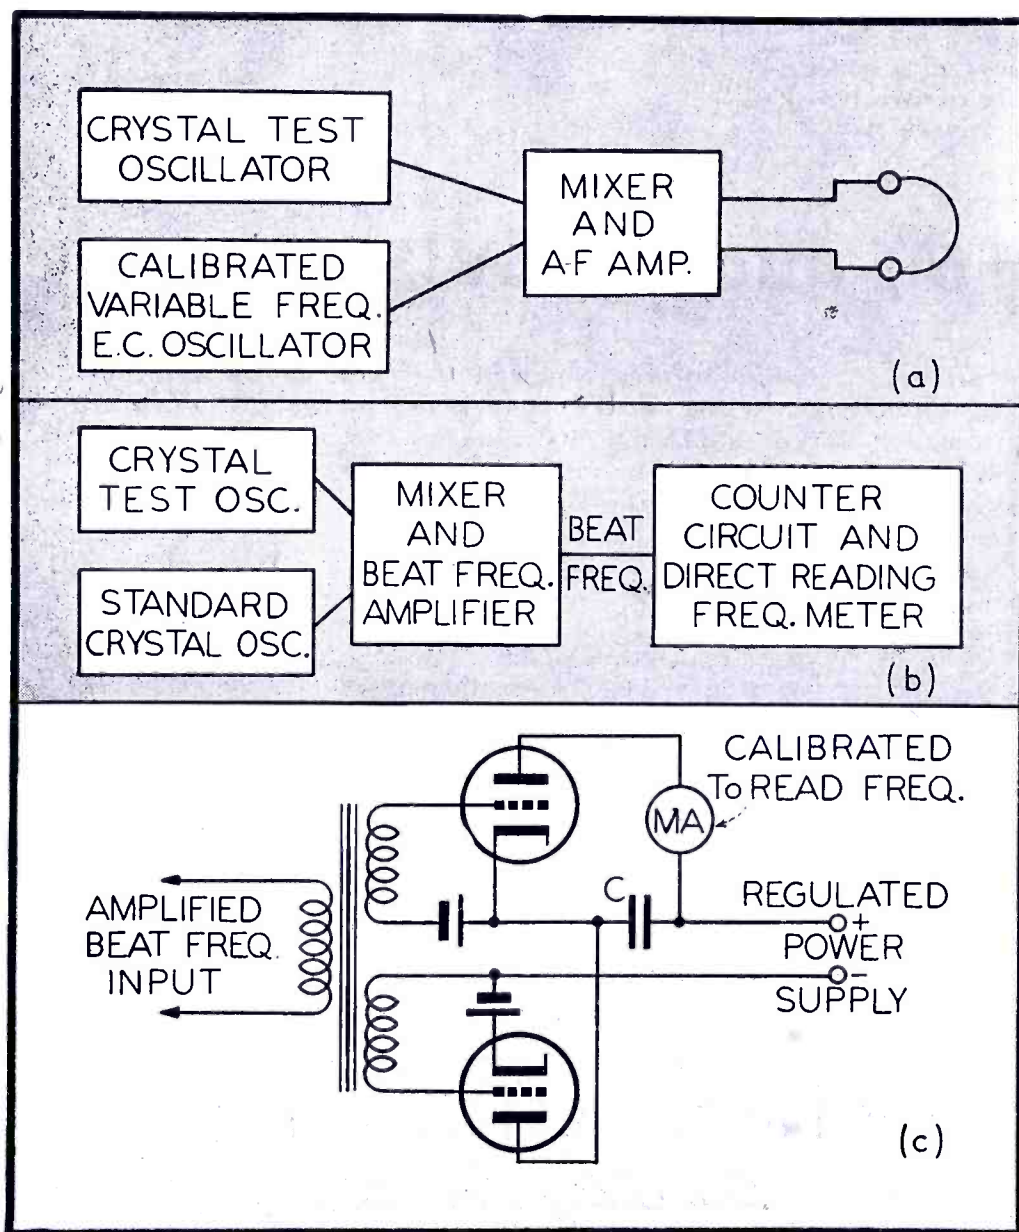 CRYSTAL TEST
OSCILLATOR
CALIBRATED
VARIABLE FREQ.
E.C. OSCILLATOR
MIXER
AND
A-F AMP.
(a)
CRYSTAL
TEST OSC.
STANDARD
CRYSTAL OSC.
MIXER
AND
BEAT FREQ.
AMPLIFIER
BEAT
FREQ.
COUNTER
CIRCUIT AND
DIRECT READING
FREQ. METER
(b)
CALIBRATED
To READ FREQ.
MA
C
AMPLIFIED
BEAT FREQ.
INPUT
REGULATED
+
POWER
-
SUPPLY
(c)